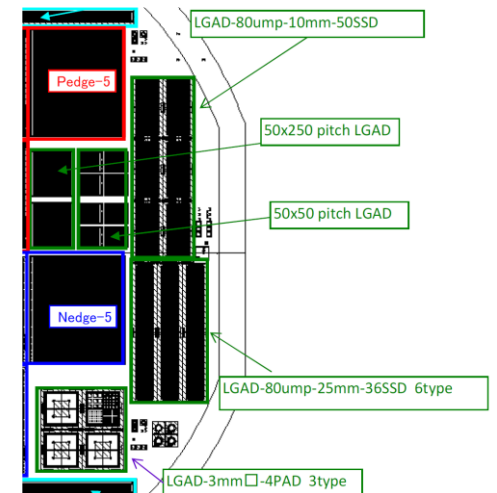 LGAD-80ump-10mm-50SSD
Pedge-5
50x250 pitch LGAD
50x50 pitch LGAD
Nedge-5
LGAD-80ump-25mm-36SSD 6type
LGAD-3mm□-4PAD 3type